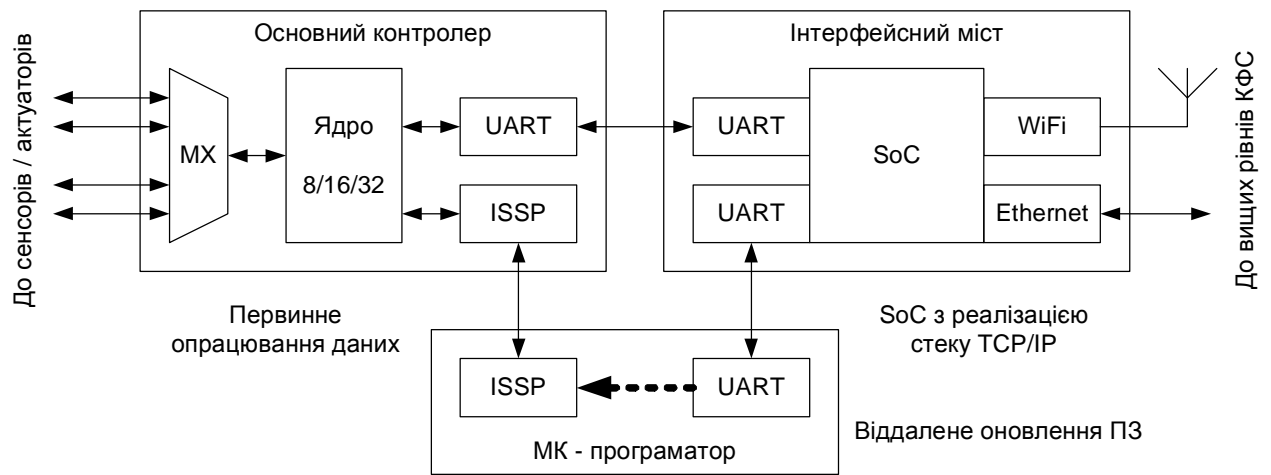 До сенсорів / актуаторів
Основний контролер
MX
Ядро
8/16/32
UART
ISSP
Інтерфейсний міст
UART
UART
SoC
WiFi
Ethernet
До вищих рівнів КФС
Первинне
опрацювання даних
SoC з реалізацією
стеку TCP/IP
ISSP
UART
МК - програматор
Віддалене оновлення ПЗ